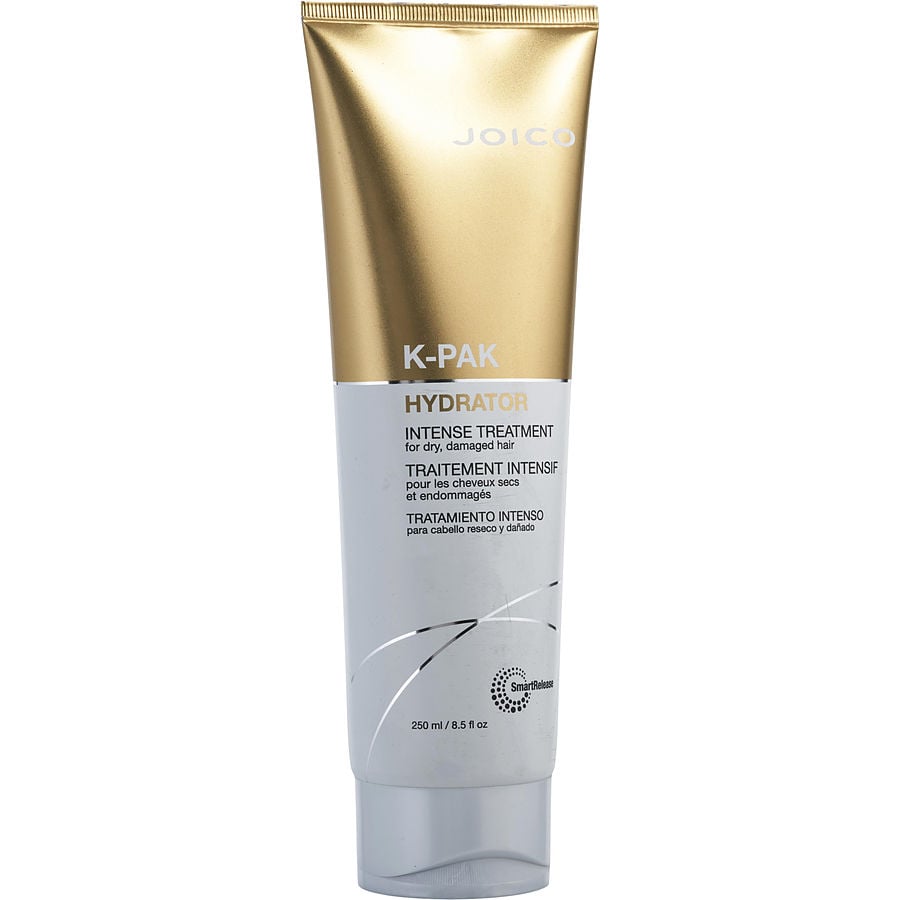 JOICO
K-PAK
HYDRATOR
INTENSE TREATMENT
for dry, damaged hair
TRAITEMENT INTENSIF
pour les cheveux secs
et endommagés
TRATAMIENTO INTENSO
para cabello reseco y dañado
SmartRelease
250 ml / 8.5 fl oz